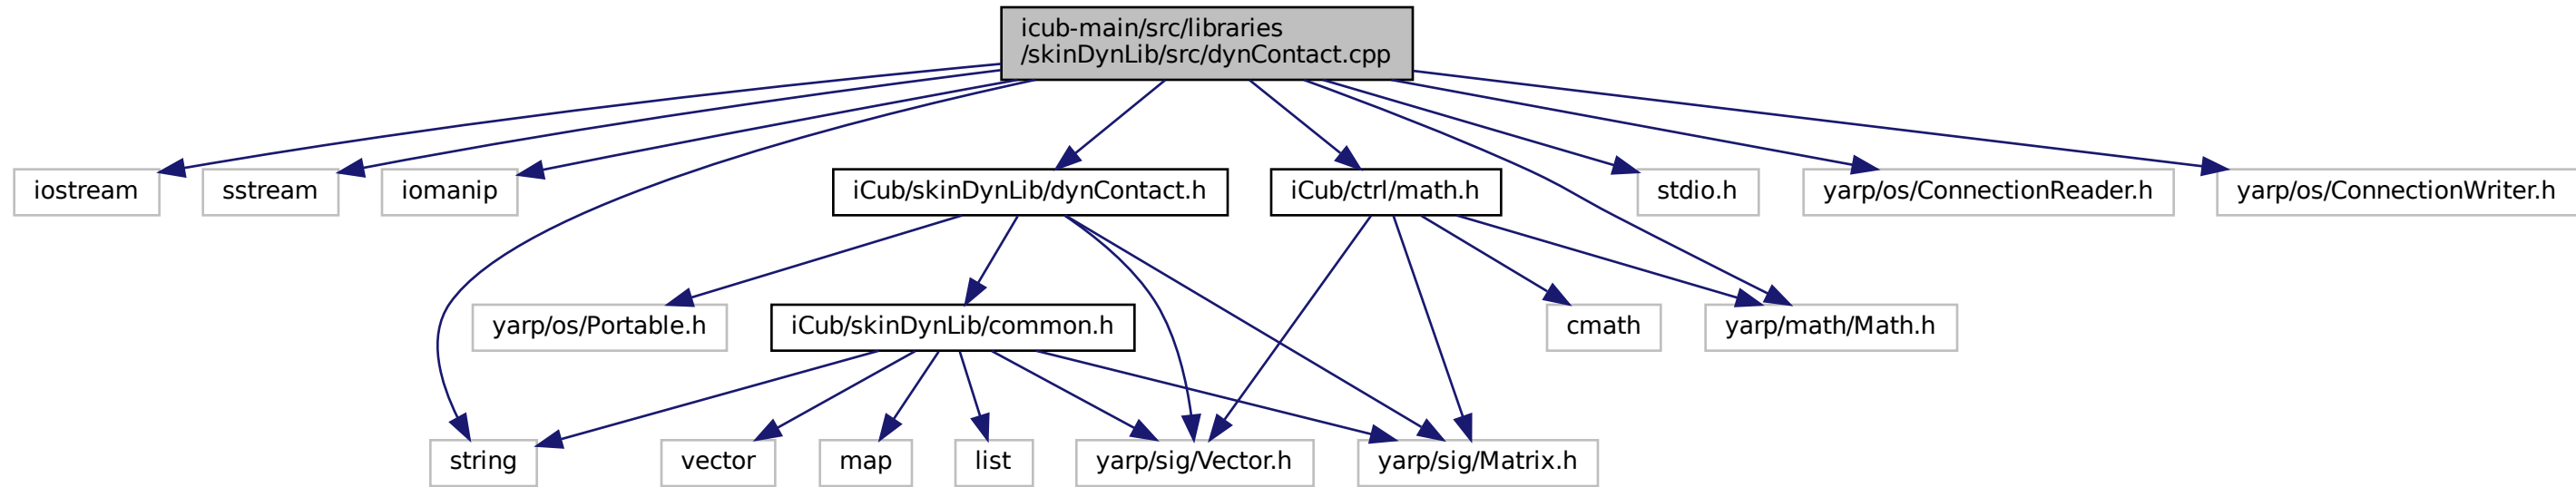 icub-main/src/libraries
/skinDynLib/src/dynContact.cpp
iostream
sstream
iomanip
iCub/skinDynLib/dynContact.h
iCub/ctrl/math.h
stdio.h
yarp/os/ConnectionReader.h
yarp/os/ConnectionWriter.h
yarp/os/Portable.h
iCub/skinDynLib/common.h
cmath
yarp/math/Math.h
string
vector
map
list
yarp/sig/Vector.h
yarp/sig/Matrix.h